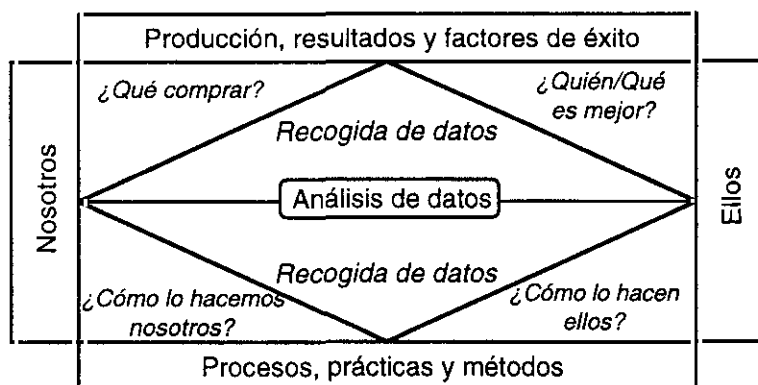 Producción, resultados y factores de éxito
¿Qué comprar?
¿Quién/Qué
es mejor?
Recogida de datos
Nosotros
Análisis de datos
Ellos
Recogida de datos
¿Cómo lo hacemos
nosotros?
¿Cómo lo hacen
ellos?
Procesos, prácticas y métodos